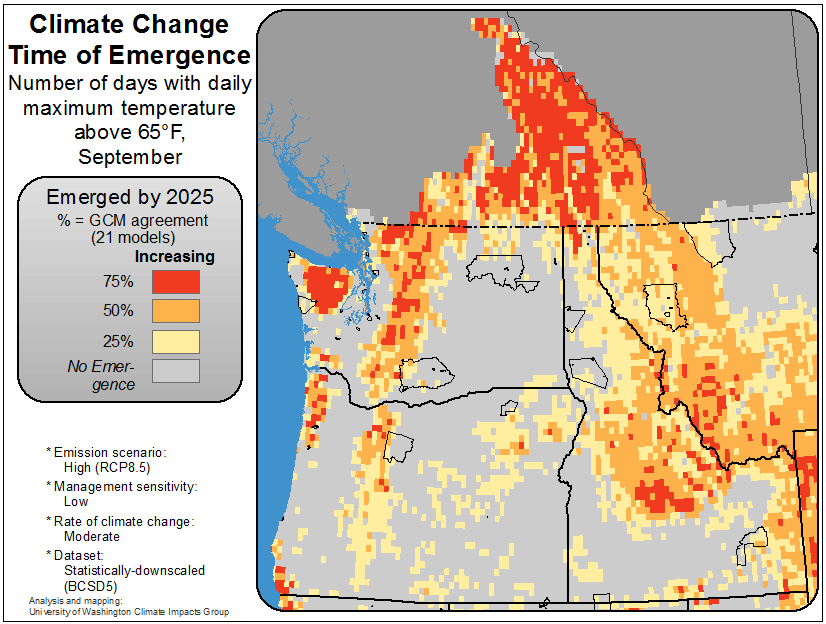 Climate Change
Time of Emergence
Number of days with daily
maximum temperature
above 65°F,
September
Emerged by 2025
% = GCM agreement
(21 models)
Increasing
75%
50%
25%
No Emer-
gence
* Emission scenario:
High (RCP8.5)
* Management sensitivity:
Low
* Rate of climate change:
Moderate
* Dataset:
Statistically-downscaled
(BCSD5)
Analysis and mapping:
University of Washington Climate Impacts Group